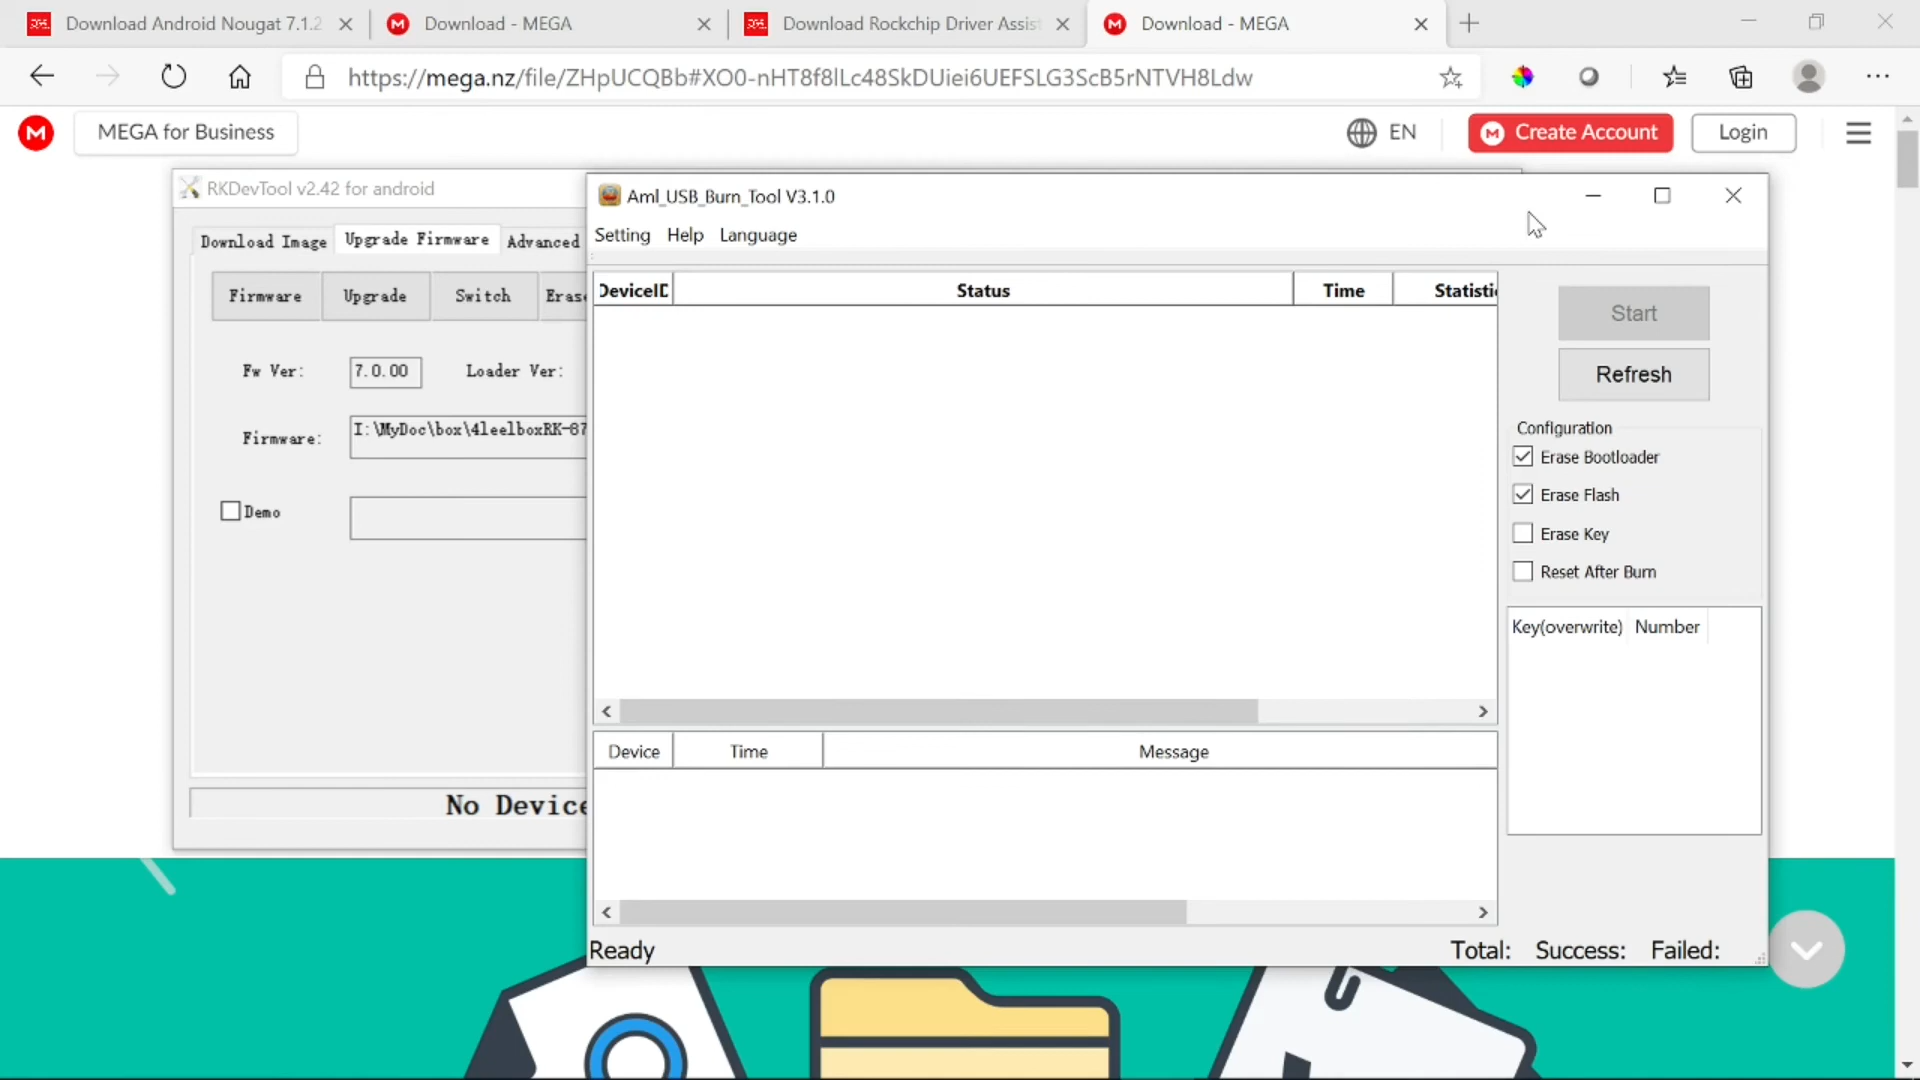 Download Android Nougat 7.1.2
Download - MEGA
Download Rockchip Driver Assist
Download - MEGA
https://mega.nz/file/ZHpUCQBb#XO0-nHT8f8lLc48SkDUiei6UEFSLG3ScB5rNTVH8Ldw
MEGA for Business
EN
Create Account
Login
RKDevTool v2.42 for android
Download Image
Upgrade Firmware
Advanced
Firmware
Upgrade
Switch
Erase
Fw Ver:
7.0.00
Loader Ver:
Firmware:
I:\MyDoc\box\4leelboxRK-87
Demo
No Device
Aml_USB_Burn_Tool V3.1.0
Setting Help Language
DeviceID
Status
Time
Statistic
Start
Refresh
Configuration
Erase Bootloader
Erase Flash
Erase Key
Reset After Burn
Key(overwrite) Number
Device
Time
Message
Ready
Total: Success: Failed: